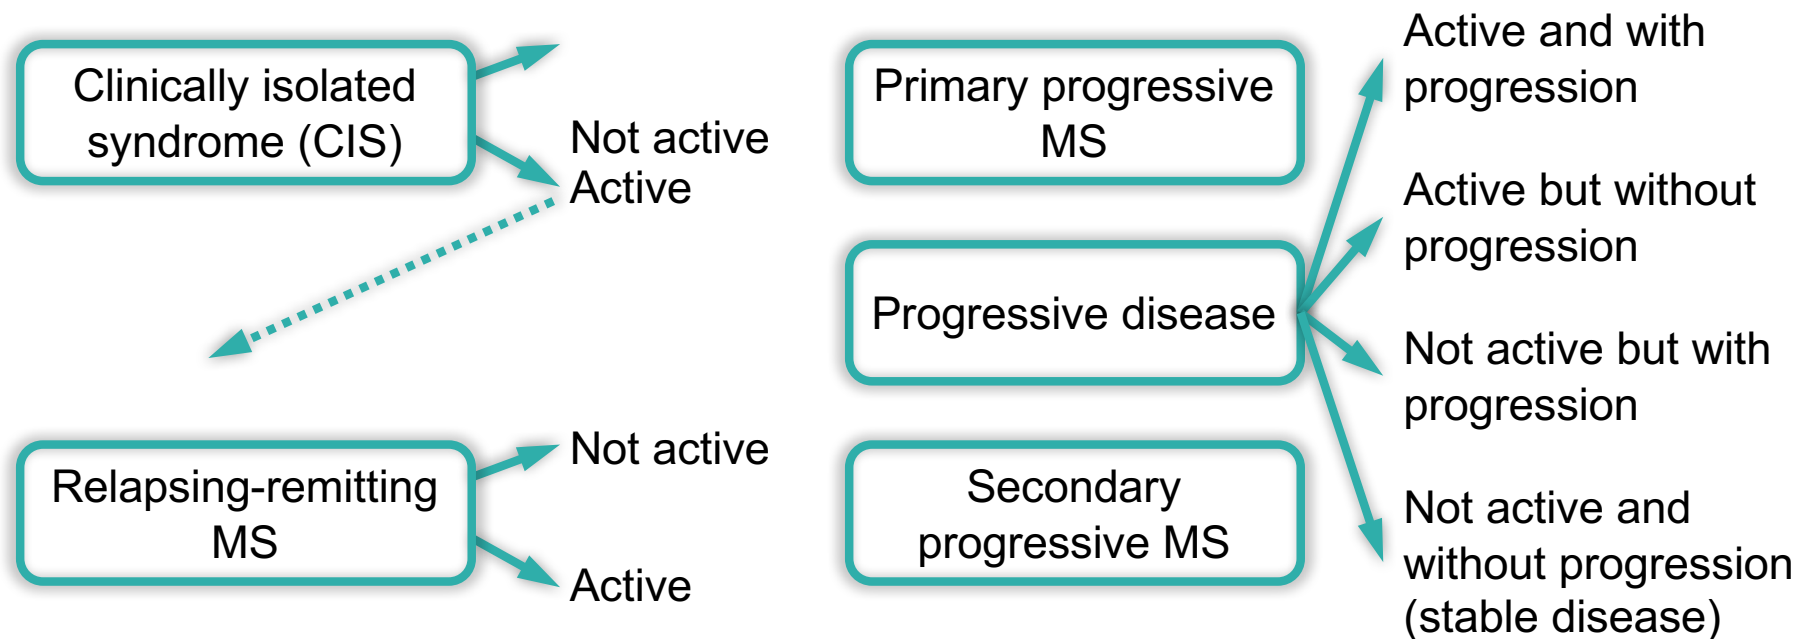 Clinically isolated
syndrome (CIS)
Not active
Active
Relapsing-remitting
MS
Not active
Active
Primary progressive
MS
Progressive disease
Secondary
progressive MS
Active and with
progression
Active but without
progression
Not active but with
progression
Not active and
without progression
(stable disease)